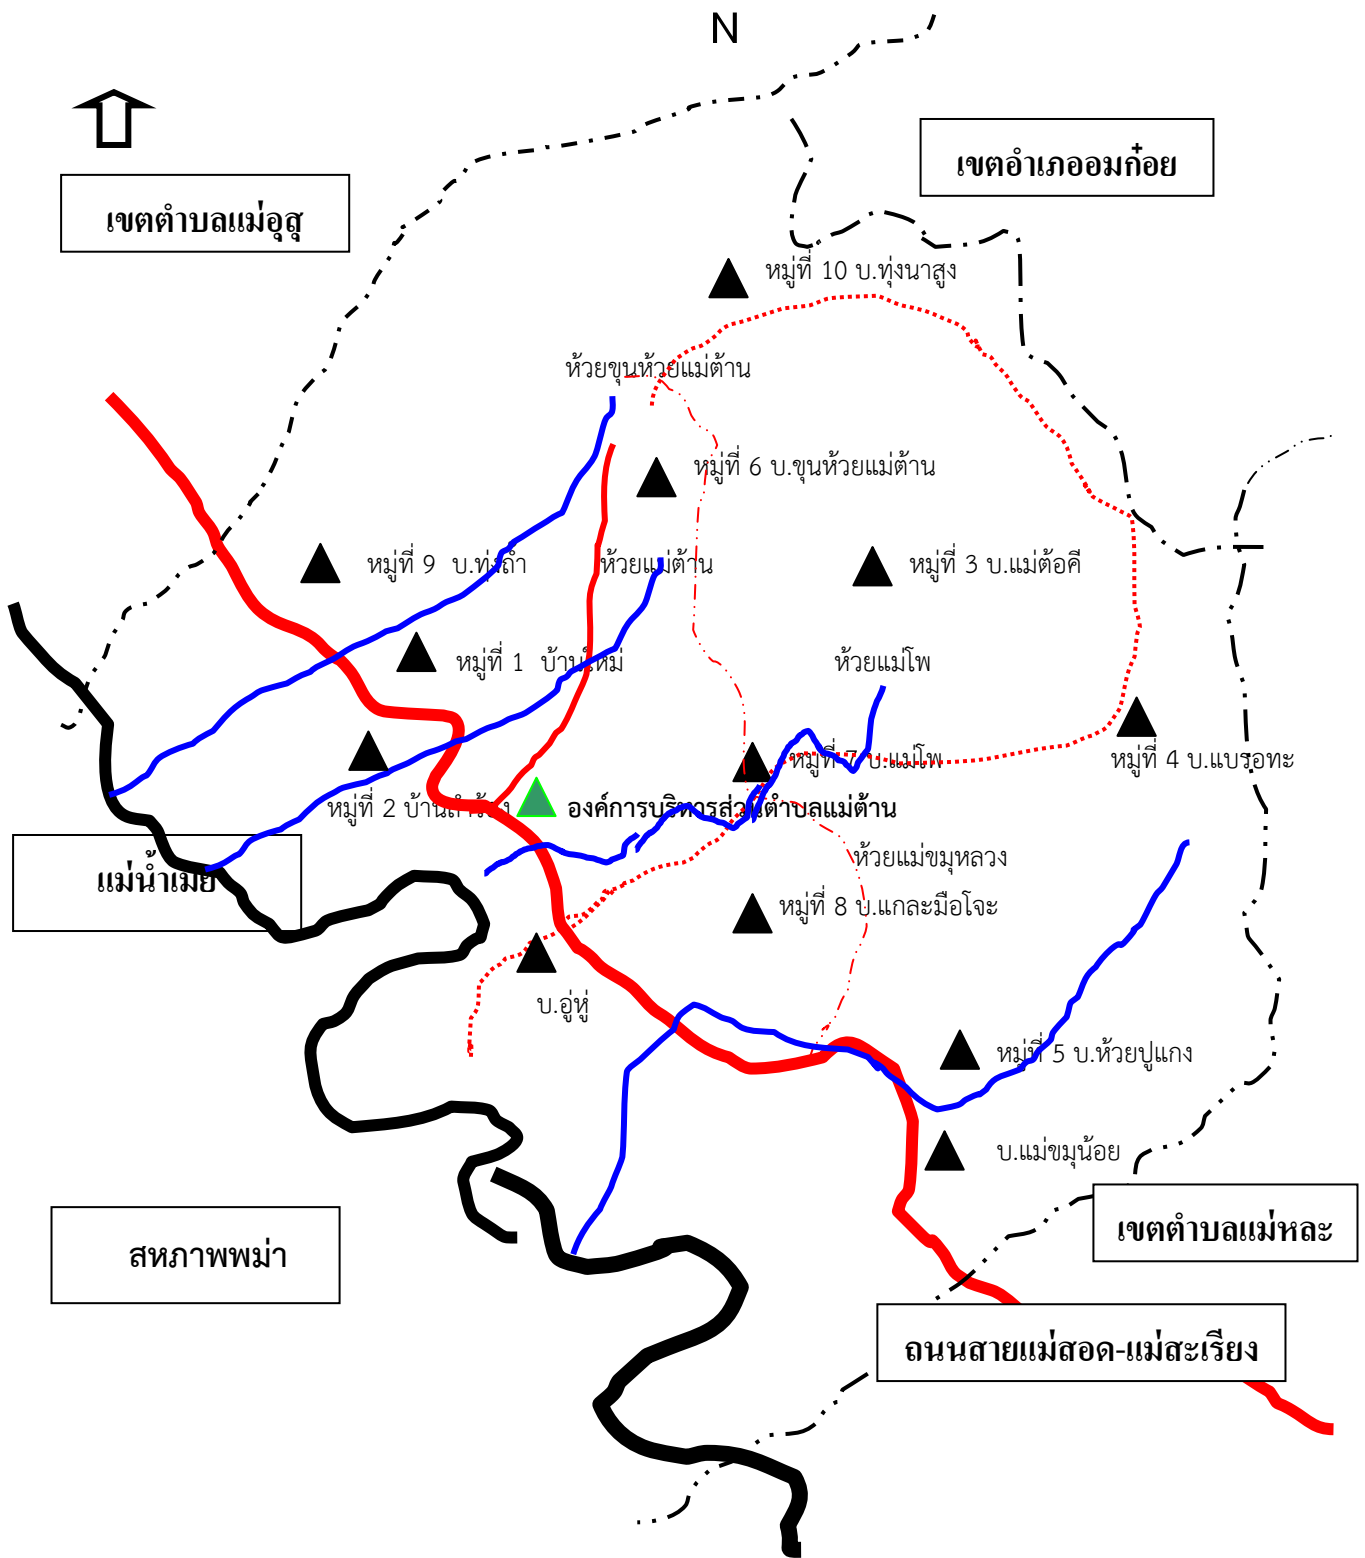 N
เขตอำเภออมก๋อย
เขตตำบลแม่อุสุ
หมู่ที่ 10 บ.ทุ่งนาสูง
ห้วยขุนห้วยแม่ต้าน
หมู่ที่ 6 บ.ขุนห้วยแม่ต้าน
หมู่ที่ 9 บ.ทุ่งถ้ำ
ห้วยแม่ต้าน
หมู่ที่ 3 บ.แม่ต้อคี
หมู่ที่ 1 บ้านใหม่
ห้วยแม่โพ
หมู่ที่ 7 บ.แม่โพ
หมู่ที่ 4 บ.แบรอทะ
หมู่ที่ 2 บ้านถ้ำร้อง
องค์การบริหารส่วนตำบลแม่ต้าน
ห้วยแม่ขมุหลวง
แม่น้ำเมย
หมู่ที่ 8 บ.แกละมือโจะ
บ.อู่หู่
หมู่ที่ 5 บ.ห้วยปูแกง
บ.แม่ขมุน้อย
เขตตำบลแม่หละ
สหภาพพม่า
ถนนสายแม่สอด-แม่สะเรียง